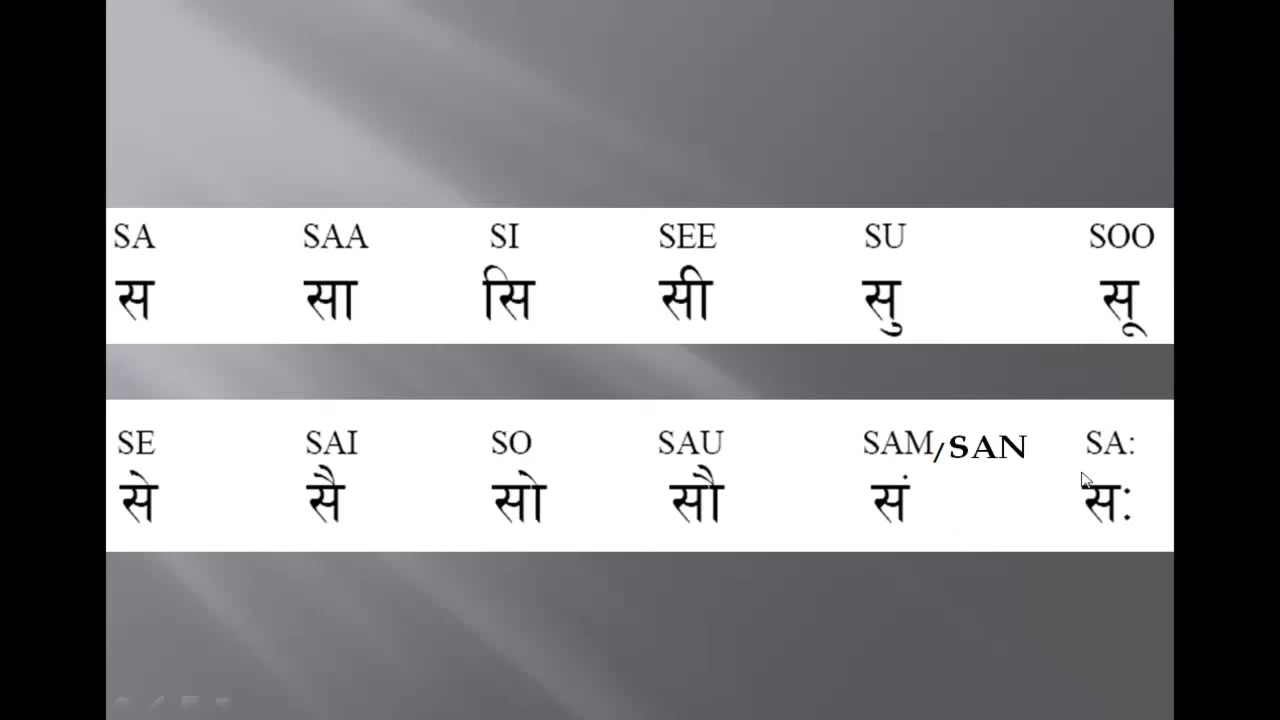 SA SAA SI SEE SU SOO
स सा सि सी सु सू
SE SAI SO SAU SAM/SAN SA:
से सै सो सौ सं सः